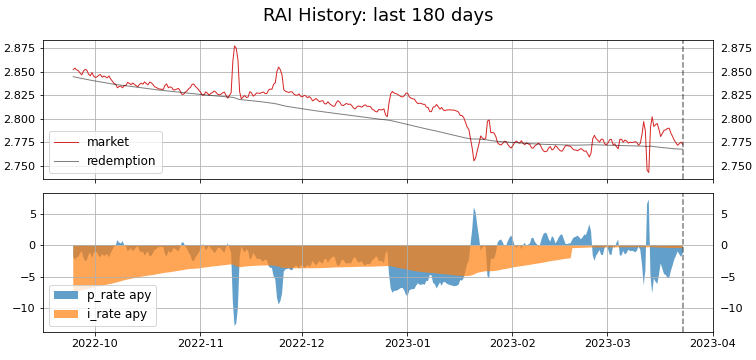 RAI History: last 180 days
2.875 2.875
2.850 2.850
2.825 2.825
2.800 2.800
2.775 2.775
2.750 2.750
market
redemption
5 5
0 0
−5 −5
−10 −10
p_rate apy
i_rate apy
2022-10 2022-11 2022-12 2023-01 2023-02 2023-03 2023-04